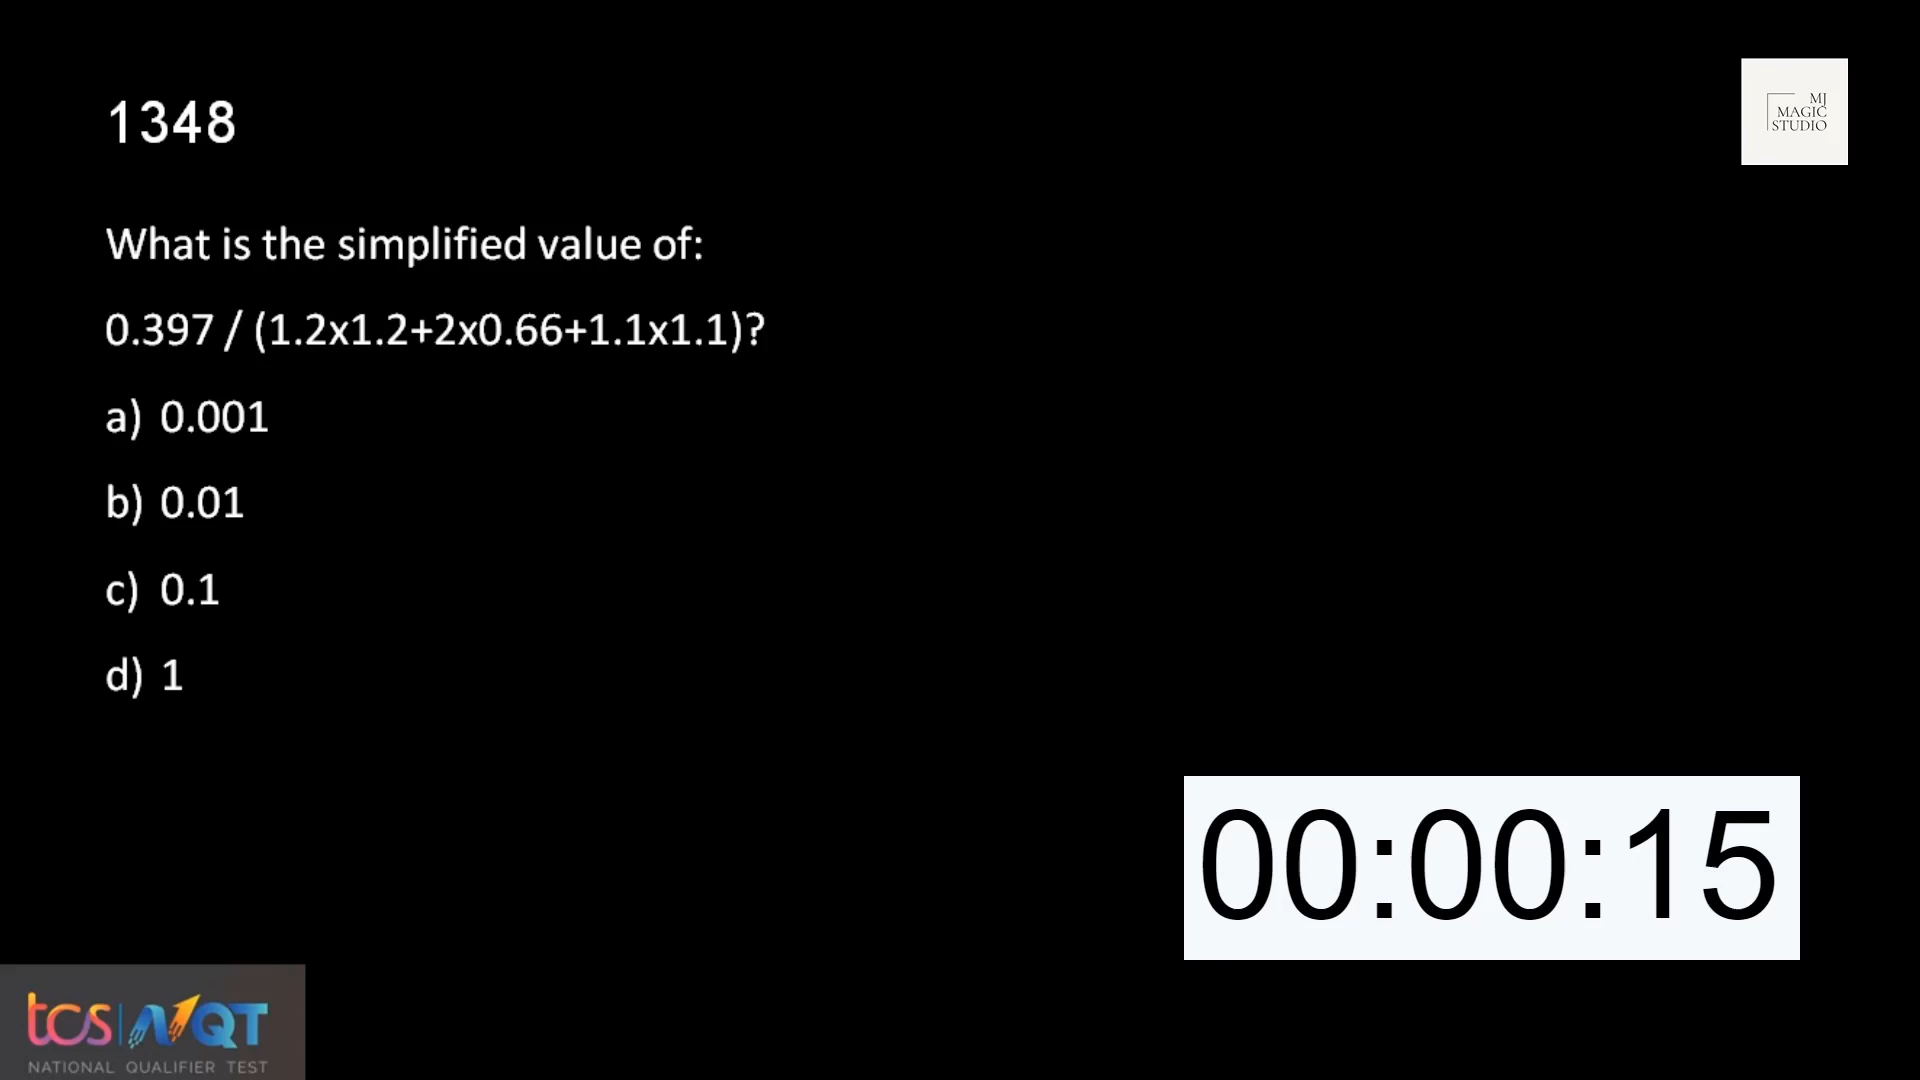 1348
MJ
MAGIC
STUDIO
What is the simplified value of:
0.397 / (1.2x1.2+2x0.66+1.1x1.1)?
a) 0.001
b) 0.01
c) 0.1
d) 1
00:00:15
tcs NQT
NATIONAL QUALIFIER TEST